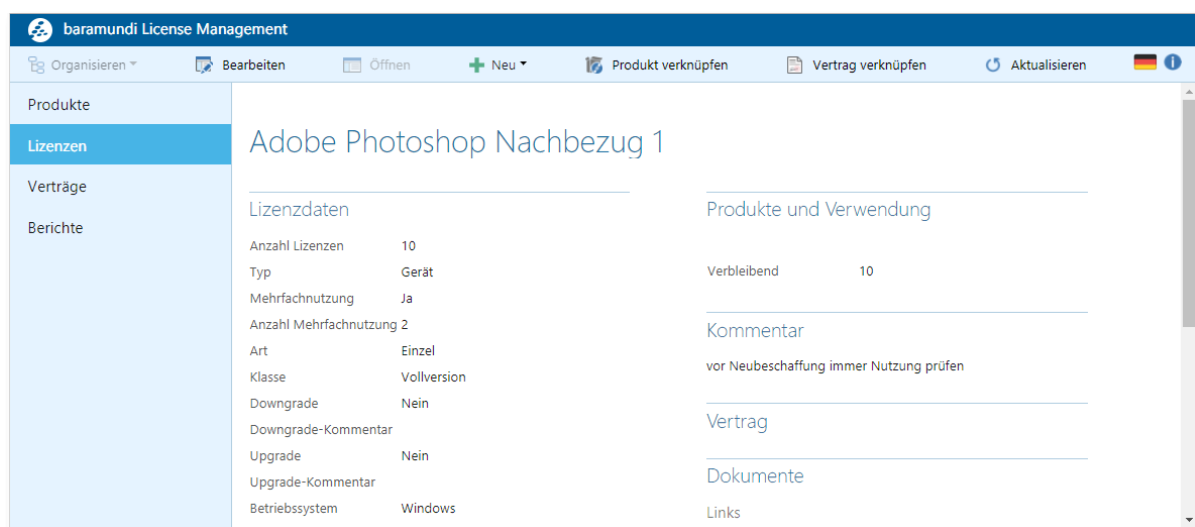 baramundi License Management
Organisieren
Bearbeiten
Öffnen
Neu
Produkt verknüpfen
Vertrag verknüpfen
Aktualisieren
Produkte
Lizenzen
Verträge
Berichte
Adobe Photoshop Nachbezug 1
Lizenzdaten
Anzahl Lizenzen 10
Typ Gerät
Mehrfachnutzung Ja
Anzahl Mehrfachnutzung 2
Art Einzel
Klasse Vollversion
Downgrade Nein
Downgrade-Kommentar
Upgrade Nein
Upgrade-Kommentar
Betriebssystem Windows
Produkte und Verwendung
Verbleibend 10
Kommentar
vor Neubeschaffung immer Nutzung prüfen
Vertrag
Dokumente
Links